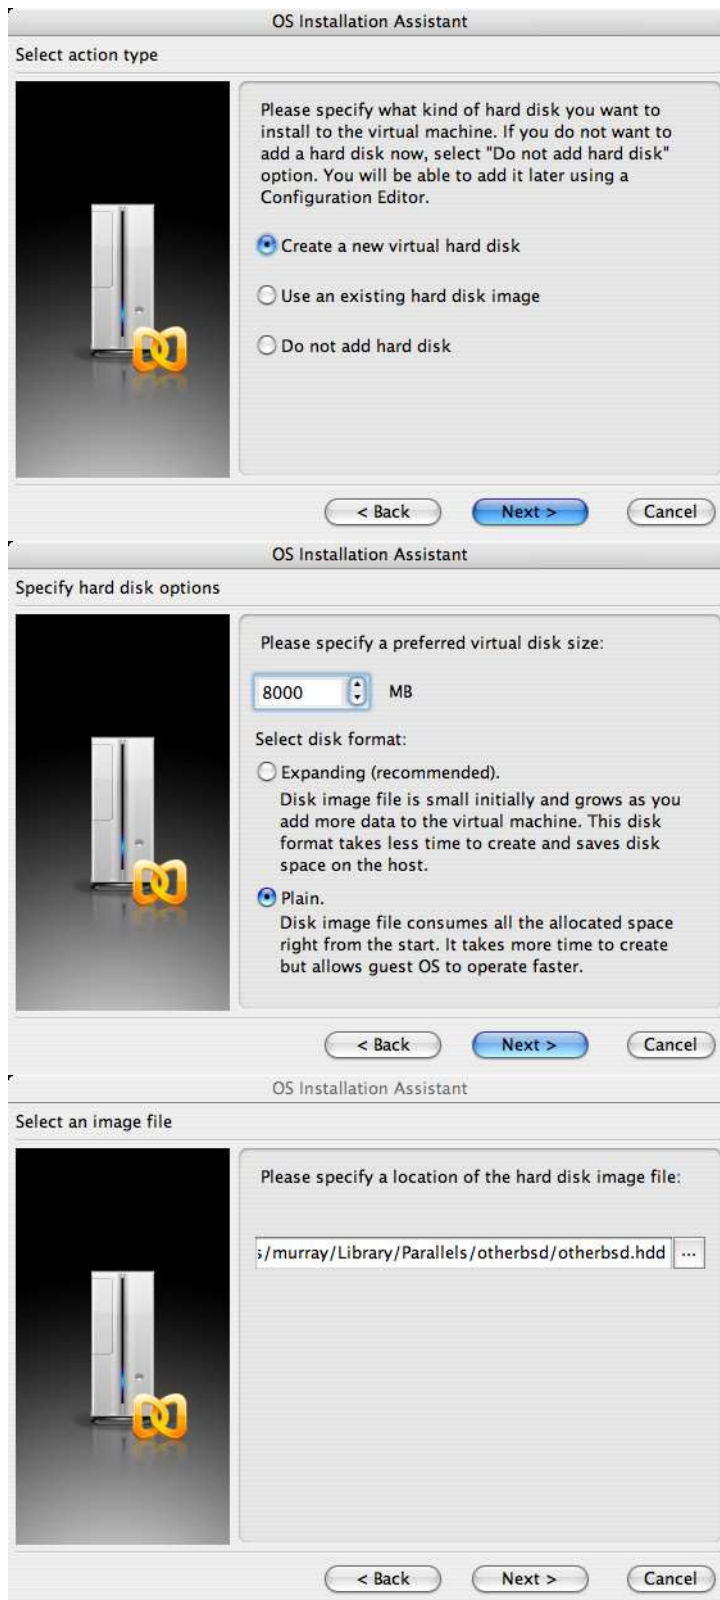 OS Installation Assistant
Select action type
Please specify what kind of hard disk you want to
install to the virtual machine. If you do not want to
add a hard disk now, select "Do not add hard disk"
option. You will be able to add it later using a
Configuration Editor.
Create a new virtual hard disk
Use an existing hard disk image
Do not add hard disk
< Back
Next >
Cancel
OS Installation Assistant
Specify hard disk options
Please specify a preferred virtual disk size:
8000 MB
Select disk format:
Expanding (recommended).
Disk image file is small initially and grows as you
add more data to the virtual machine. This disk
format takes less time to create and saves disk
space on the host.
Plain.
Disk image file consumes all the allocated space
right from the start. It takes more time to create
but allows guest OS to operate faster.
< Back
Next >
Cancel
OS Installation Assistant
Select an image file
Please specify a location of the hard disk image file:
s/murray/Library/Parallels/otherbsd/otherbsd.hdd ...
< Back
Next >
Cancel